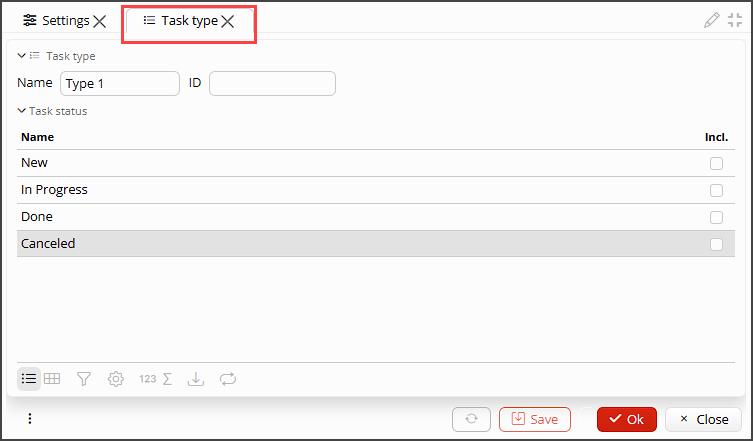 Settings Task type
Task type
Name Type 1 ID
Task status
Name Incl.
New
In Progress
Done
Canceled
123 Σ
Save Ok Close